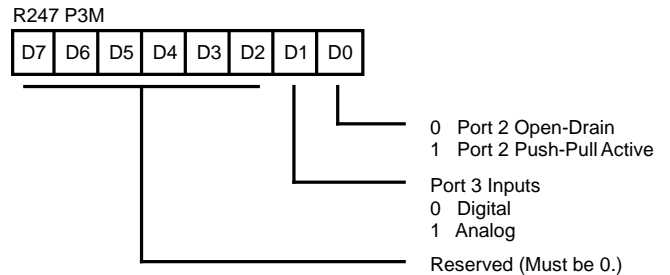 R247 P3M
D7 D6 D5 D4 D3 D2 D1 D0
0 Port 2 Open-Drain
1 Port 2 Push-Pull Active
Port 3 Inputs
0 Digital
1 Analog
Reserved (Must be 0.)